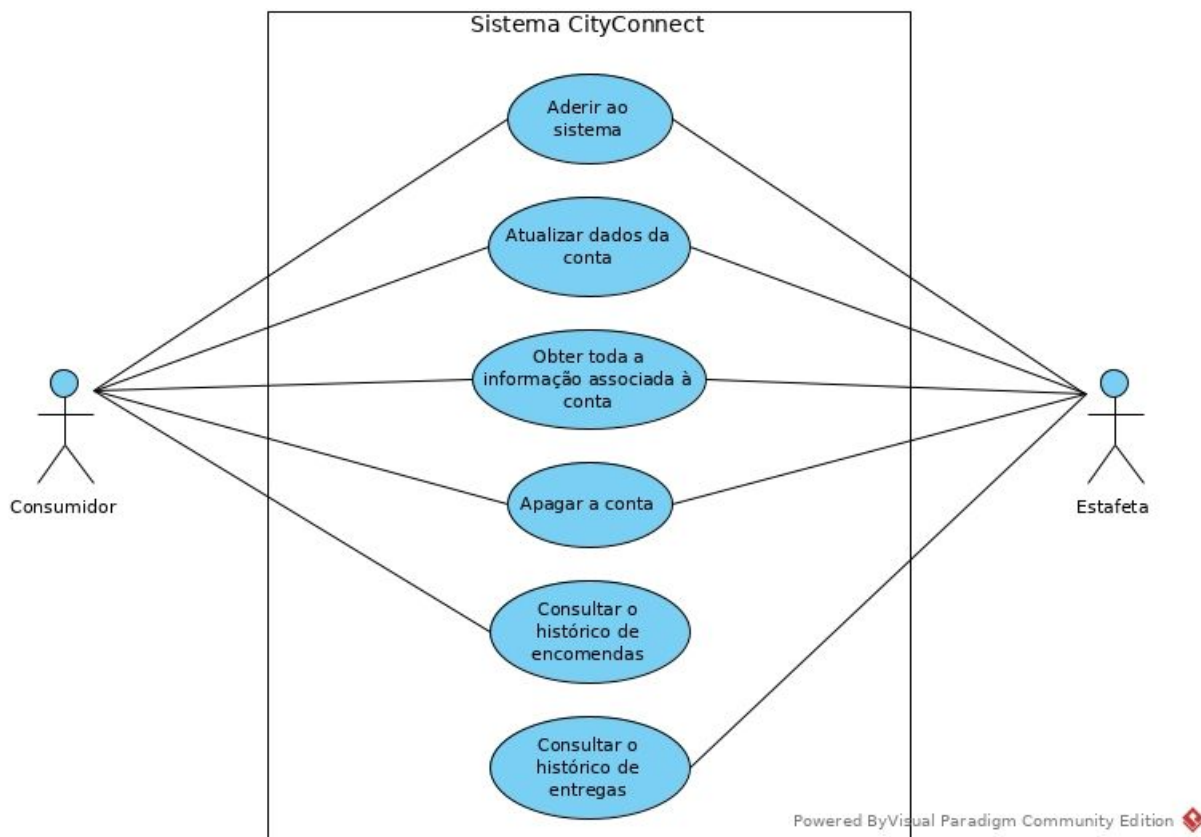 Sistema CityConnect
Aderir ao
sistema
Atualizar dados da
conta
Obter toda a
informação associada à
conta
Apagar a conta
Consultar o
histórico de
encomendas
Consultar o
histórico de
entregas
Consumidor
Estafeta
Powered ByVisual Paradigm Community Edition